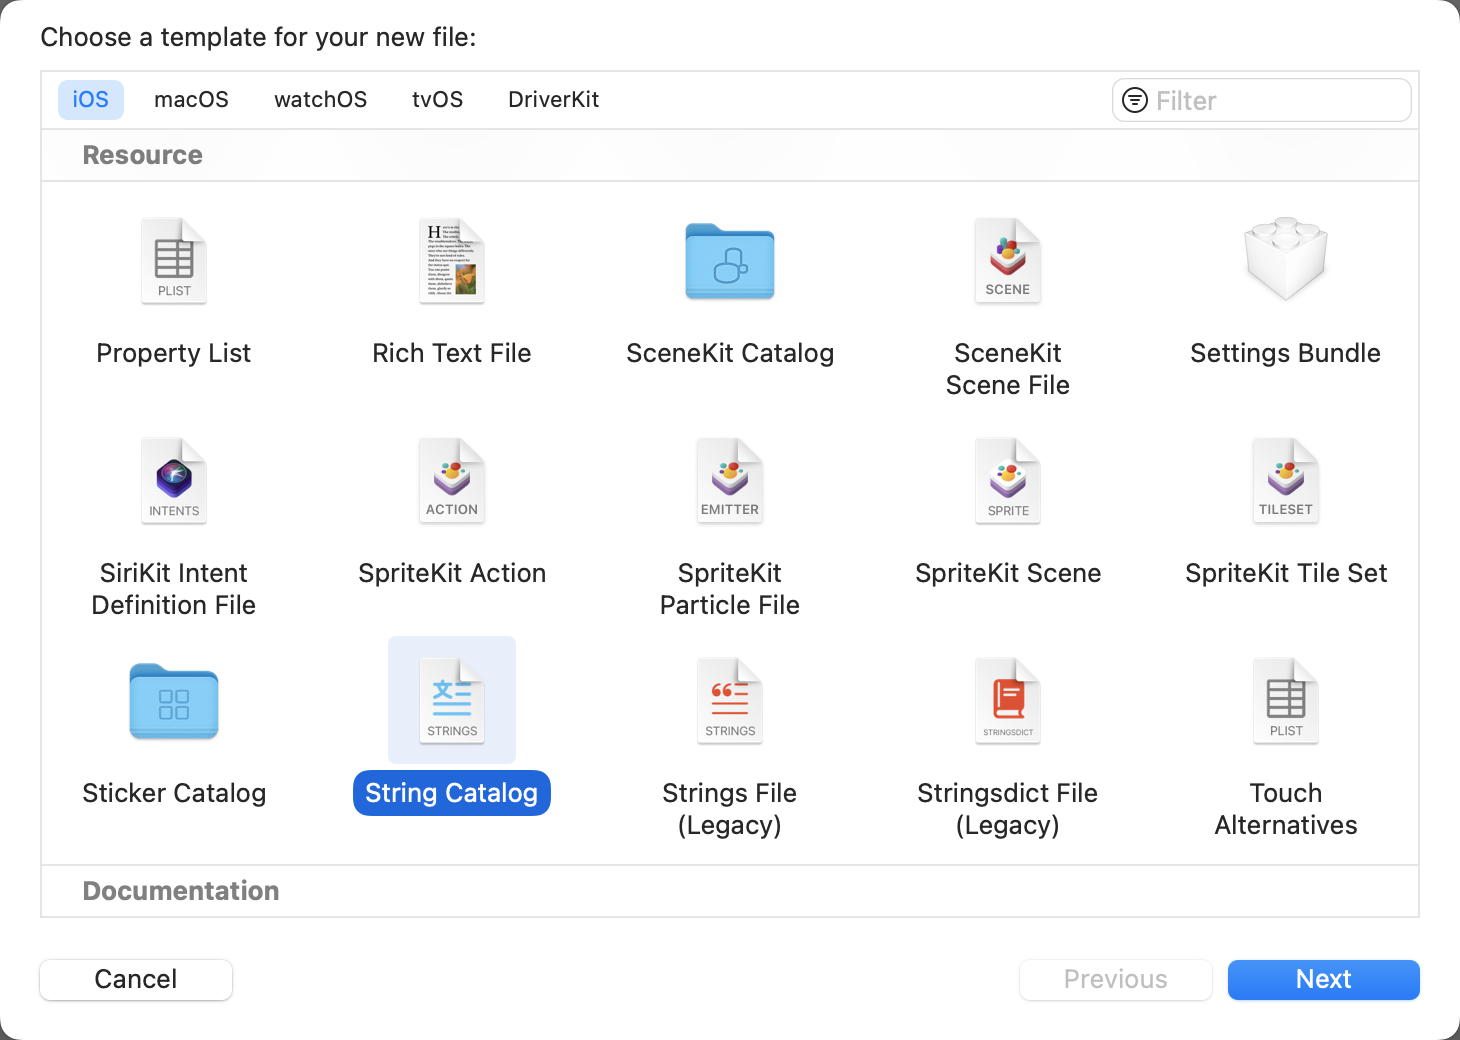 Choose a template for your new file:
iOS macOS watchOS tvOS DriverKit Filter
Resource
PLIST
SCENE
Property List Rich Text File SceneKit Catalog SceneKit Settings Bundle
Scene File
INTENTS ACTION EMITTER SPRITE TILESET
SiriKit Intent SpriteKit Action SpriteKit SpriteKit Scene SpriteKit Tile Set
Definition File Particle File
STRINGS STRINGS STRINGSDICT PLIST
Sticker Catalog String Catalog Strings File Stringsdict File Touch
(Legacy) (Legacy) Alternatives
Documentation
Cancel Previous Next